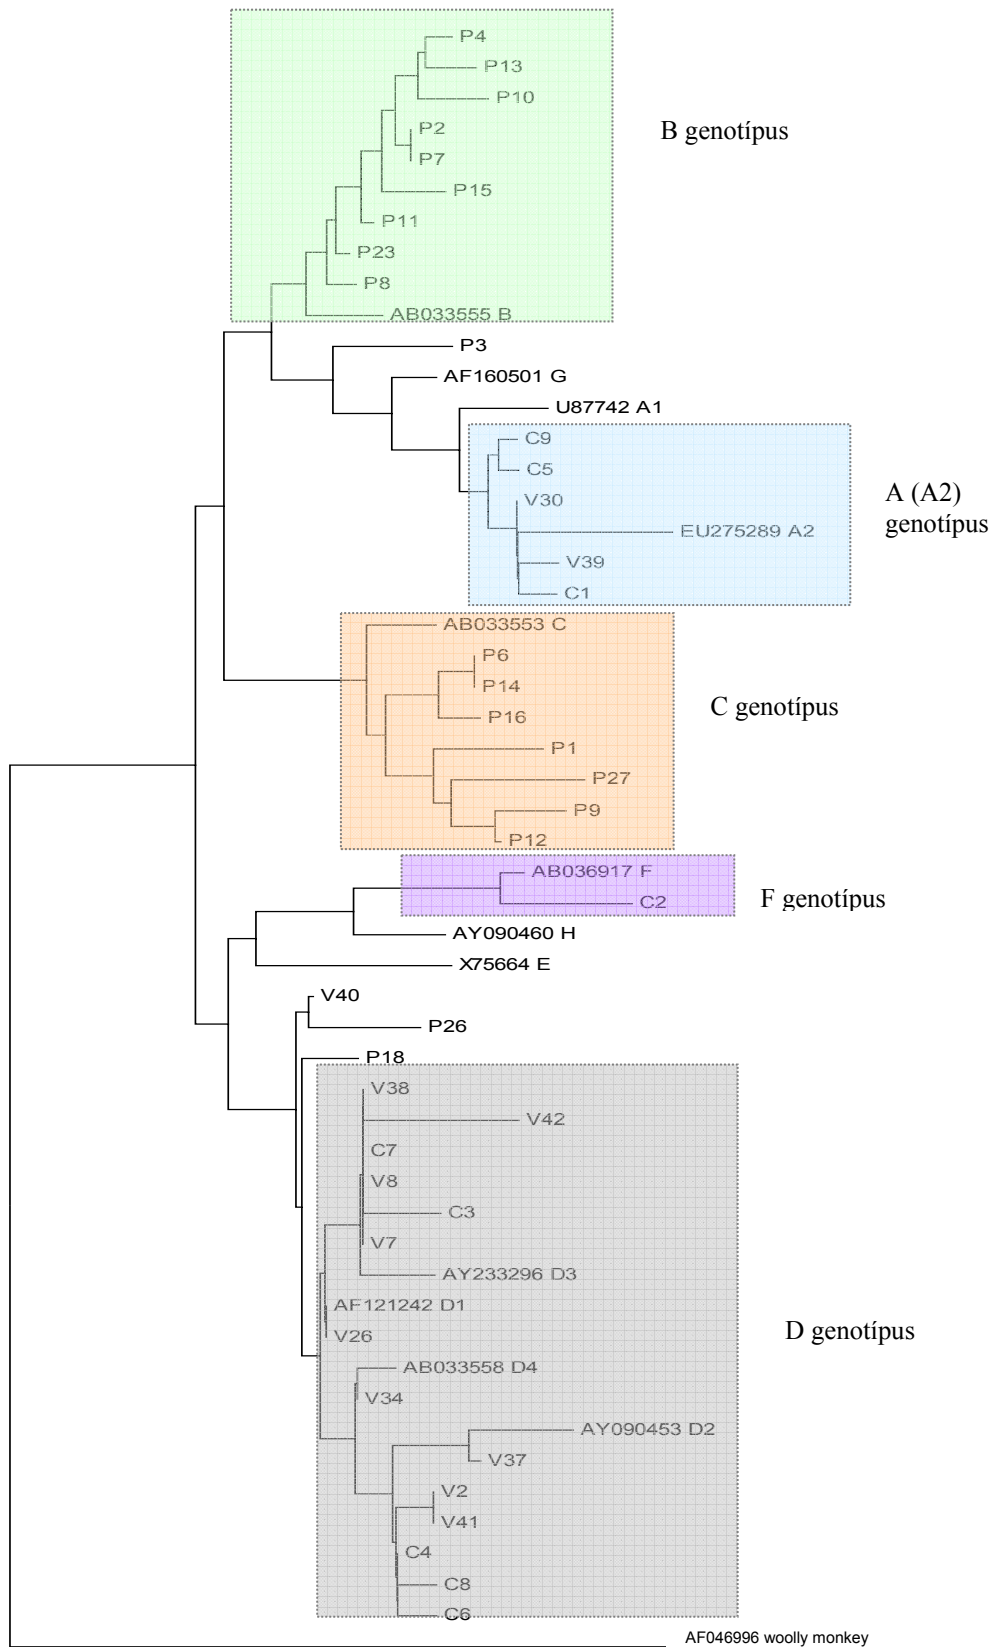 P4
P13
P10
P2
P7
P15
P11
P23
P8
AB033555 B
B genotípus
P3
AF160501 G
U87742 A1
C9
C5
V30
EU275289 A2
V39
C1
A (A2)
genotípus
AB033553 C
P6
P14
P16
P1
P27
P9
P12
C genotípus
AB036917 F
C2
F genotípus
AY090460 H
X75664 E
V40
P26
P18
V38
V42
C7
V8
C3
V7
AY233296 D3
AF121242 D1
V26
AB033558 D4
V34
AY090453 D2
V37
V2
V41
C4
C8
C6
D genotípus
AF046996 woolly monkey